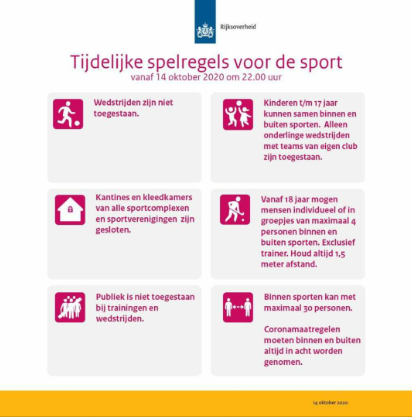 Rijksoverheid
Tijdelijke spelregels voor de sport
vanaf 14 oktober 2020 om 22.00 uur
Wedstrijden zijn niet
toegestaan.
Kinderen t/m 17 jaar
kunnen samen binnen en
buiten sporten. Alleen
onderlinge wedstrijden
met teams van eigen club
zijn toegestaan.
Kantines en kleedkamers
van alle sportcomplexen
en sportverenigingen zijn
gesloten.
Vanaf 18 jaar mogen
mensen individueel of in
groepjes van maximaal 4
personen binnen en
buiten sporten. Exclusief
trainer. Houd altijd 1,5
meter afstand.
Publiek is niet toegestaan
bij trainingen en
wedstrijden.
Binnen sporten kan met
maximaal 30 personen.
Coronamaatregelen
moeten binnen en buiten
altijd in acht worden
genomen.
14 oktober 2020